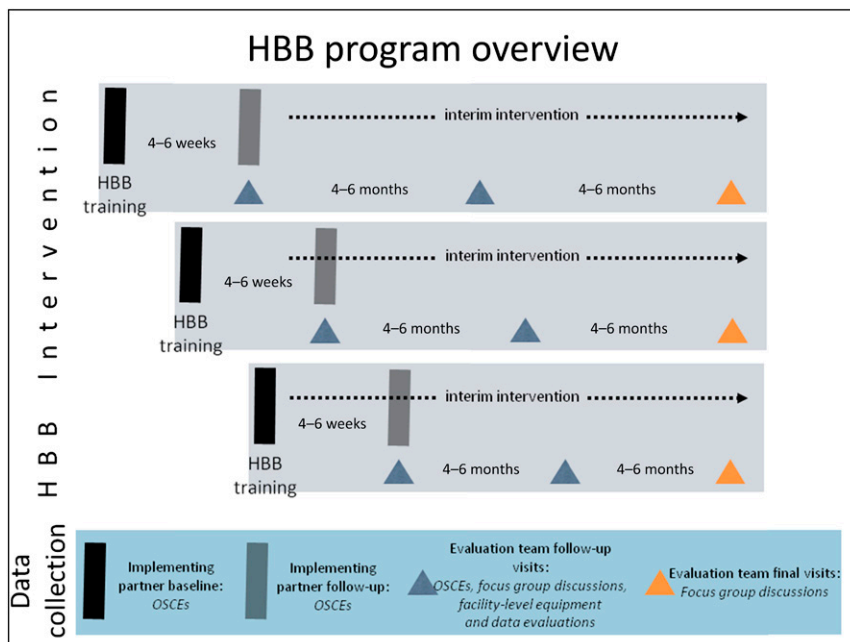 HBB program overview
HBB Intervention
interim intervention
4–6 weeks
HBB
training
4–6 months
4–6 months
interim intervention
4–6 weeks
HBB
training
4–6 months
4–6 months
interim intervention
4–6 weeks
HBB
training
4–6 months
4–6 months
Data
collection
Implementing
partner baseline:
OSCEs
Implementing
partner follow-up:
OSCEs
Evaluation team follow-up
visits:
OSCEs, focus group discussions,
facility-level equipment
and data evaluations
Evaluation team final visits:
Focus group discussions